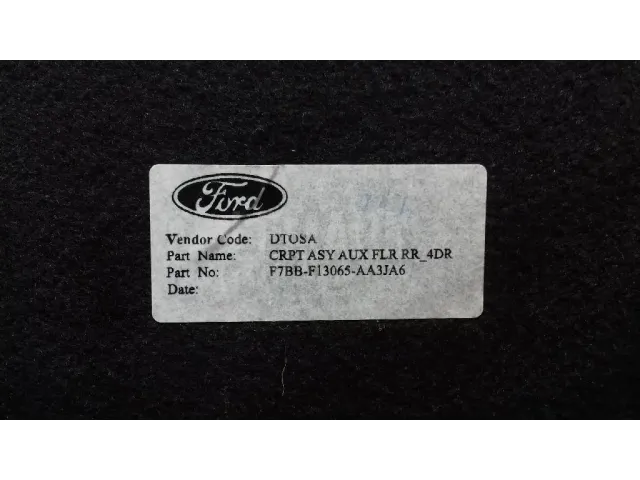 Ford
Vendor Code: DTOSA
Part Name: CRPT ASY AUX FLR RR_4DR
Part No: F7BB-F13065-AA3JA6
Date: